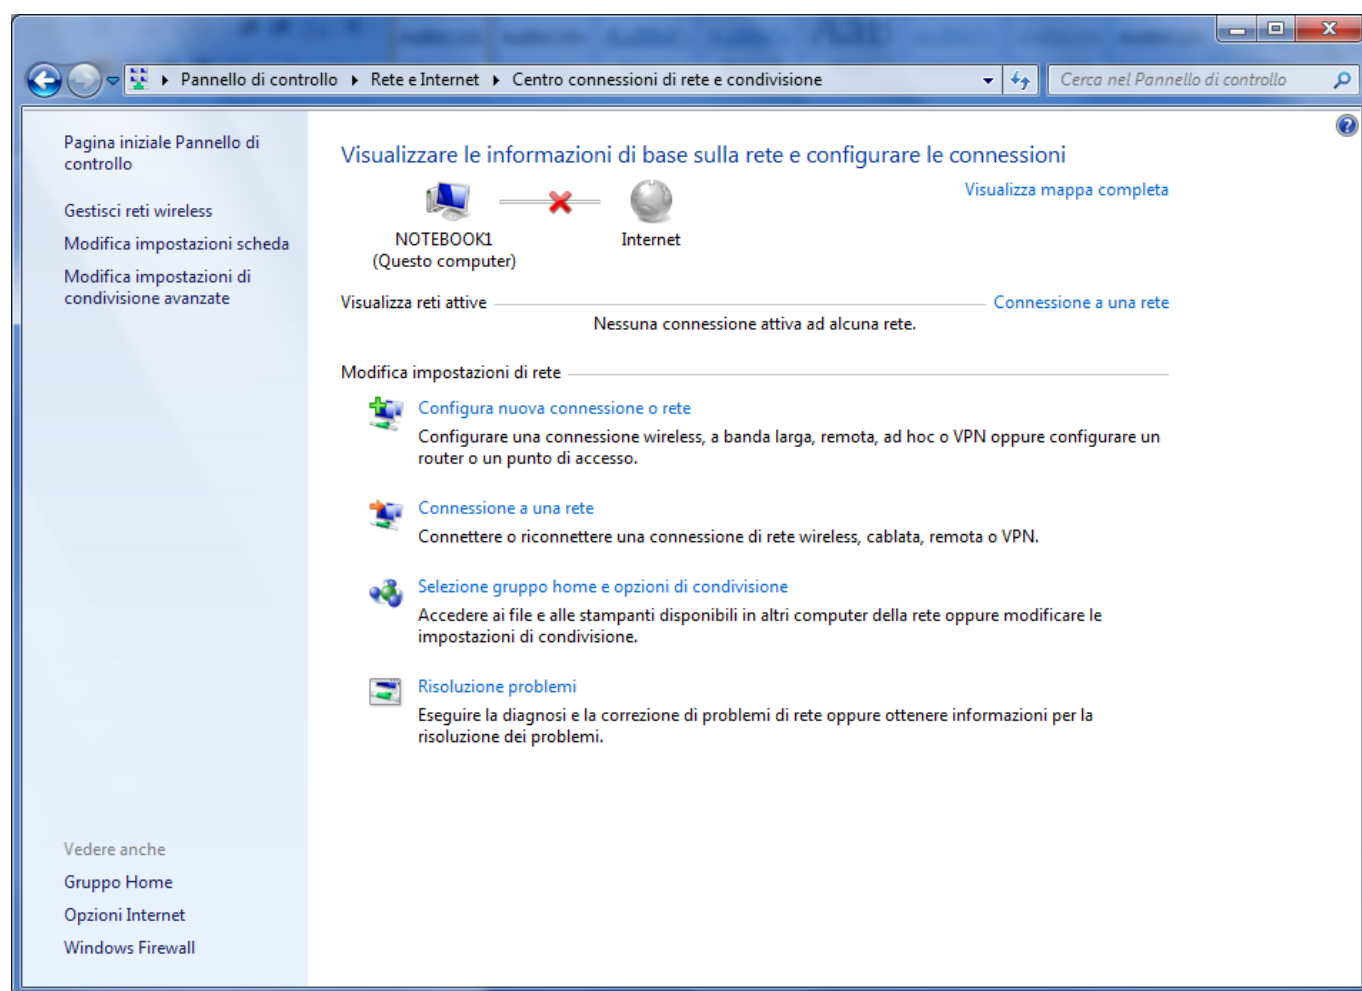 Pannello di controllo Rete e Internet Centro connessioni di rete e condivisione Cerca nel Pannello di controllo
Pagina iniziale Pannello di
controllo
Gestisci reti wireless
Modifica impostazioni scheda
Modifica impostazioni di
condivisione avanzate
Visualizzare le informazioni di base sulla rete e configurare le connessioni
Visualizza mappa completa
NOTEBOOK1
(Questo computer)
Internet
Visualizza reti attive Connessione a una rete
Nessuna connessione attiva ad alcuna rete.
Modifica impostazioni di rete
Configura nuova connessione o rete
Configurare una connessione wireless, a banda larga, remota, ad hoc o VPN oppure configurare un
router o un punto di accesso.
Connessione a una rete
Connettere o riconnettere una connessione di rete wireless, cablata, remota o VPN.
Selezione gruppo home e opzioni di condivisione
Accedere ai file e alle stampanti disponibili in altri computer della rete oppure modificare le
impostazioni di condivisione.
Risoluzione problemi
Eseguire la diagnosi e la correzione di problemi di rete oppure ottenere informazioni per la
risoluzione dei problemi.
Vedere anche
Gruppo Home
Opzioni Internet
Windows Firewall